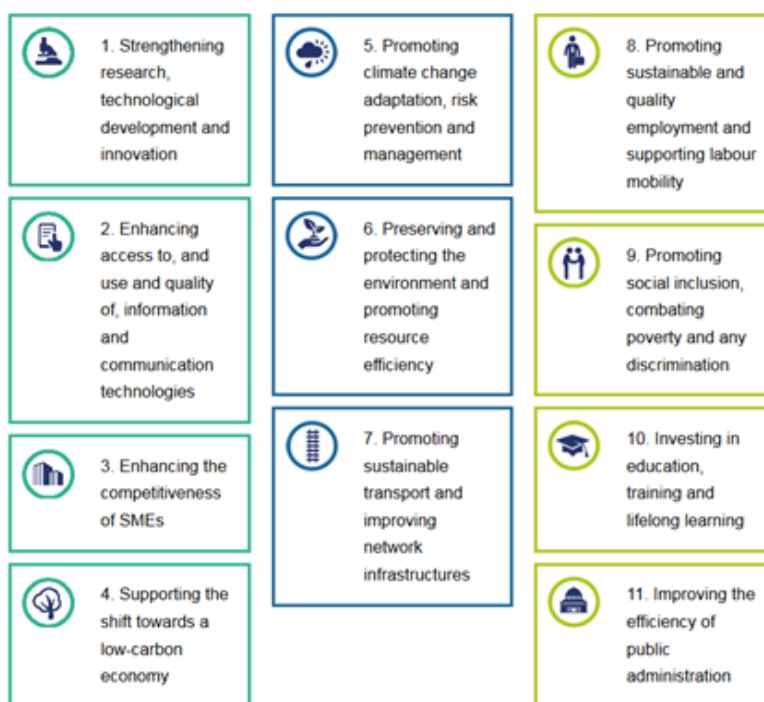 1. Strengthening
research,
technological
development and
innovation
2. Enhancing
access to, and
use and quality
of, information
and
communication
technologies
3. Enhancing the
competitiveness
of SMEs
4. Supporting the
shift towards a
low-carbon
economy
5. Promoting
climate change
adaptation, risk
prevention and
management
6. Preserving and
protecting the
environment and
promoting
resource
efficiency
7. Promoting
sustainable
transport and
improving
network
infrastructures
8. Promoting
sustainable and
quality
employment and
supporting labour
mobility
9. Promoting
social inclusion,
combating
poverty and any
discrimination
10. Investing in
education,
training and
lifelong learning
11. Improving the
efficiency of
public
administration